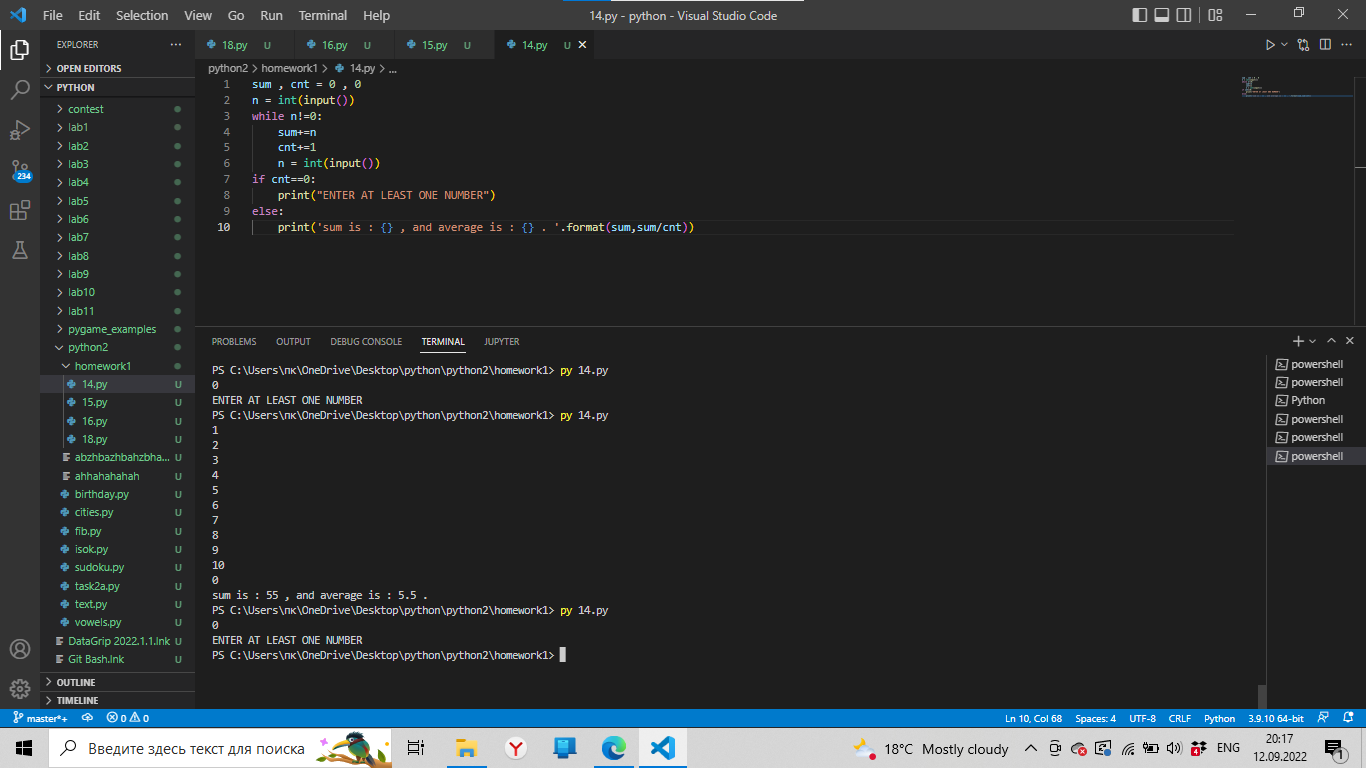 File Edit Selection View Go Run Terminal Help
14.py - python - Visual Studio Code
EXPLORER
18.py U
16.py U
15.py U
14.py U
OPEN EDITORS
PYTHON
contest
lab1
lab2
lab3
lab4
lab5
lab6
lab7
lab8
lab9
lab10
lab11
pygame_examples
python2
homework1
14.py U
15.py U
16.py U
18.py U
abzhbazhbahzbha... U
ahhahahahah U
birthday.py U
cities.py U
fib.py U
isok.py U
sudoku.py U
task2a.py U
text.py U
vowels.py U
DataGrip 2022.1.1.lnk U
Git Bash.lnk U
OUTLINE
TIMELINE
234
python2 > homework1 > 14.py > ...
1 sum , cnt = 0 , 0
2 n = int(input())
3 while n!=0:
4 sum+=n
5 cnt+=1
6 n = int(input())
7 if cnt==0:
8 print("ENTER AT LEAST ONE NUMBER")
9 else:
10 print('sum is : {} , and average is : {} . '.format(sum,sum/cnt))
PROBLEMS OUTPUT DEBUG CONSOLE TERMINAL JUPYTER
PS C:\Users\пк\OneDrive\Desktop\python\python2\homework1> py 14.py
0
ENTER AT LEAST ONE NUMBER
PS C:\Users\пк\OneDrive\Desktop\python\python2\homework1> py 14.py
1
2
3
4
5
6
7
8
9
10
0
sum is : 55 , and average is : 5.5 .
PS C:\Users\пк\OneDrive\Desktop\python\python2\homework1> py 14.py
0
ENTER AT LEAST ONE NUMBER
PS C:\Users\пк\OneDrive\Desktop\python\python2\homework1>
powershell
powershell
Python
powershell
powershell
powershell
master*+ 0 0
Ln 10, Col 68 Spaces: 4 UTF-8 CRLF Python 3.9.10 64-bit
Введите здесь текст для поиска
18°C Mostly cloudy
ENG
20:17
12.09.2022
1